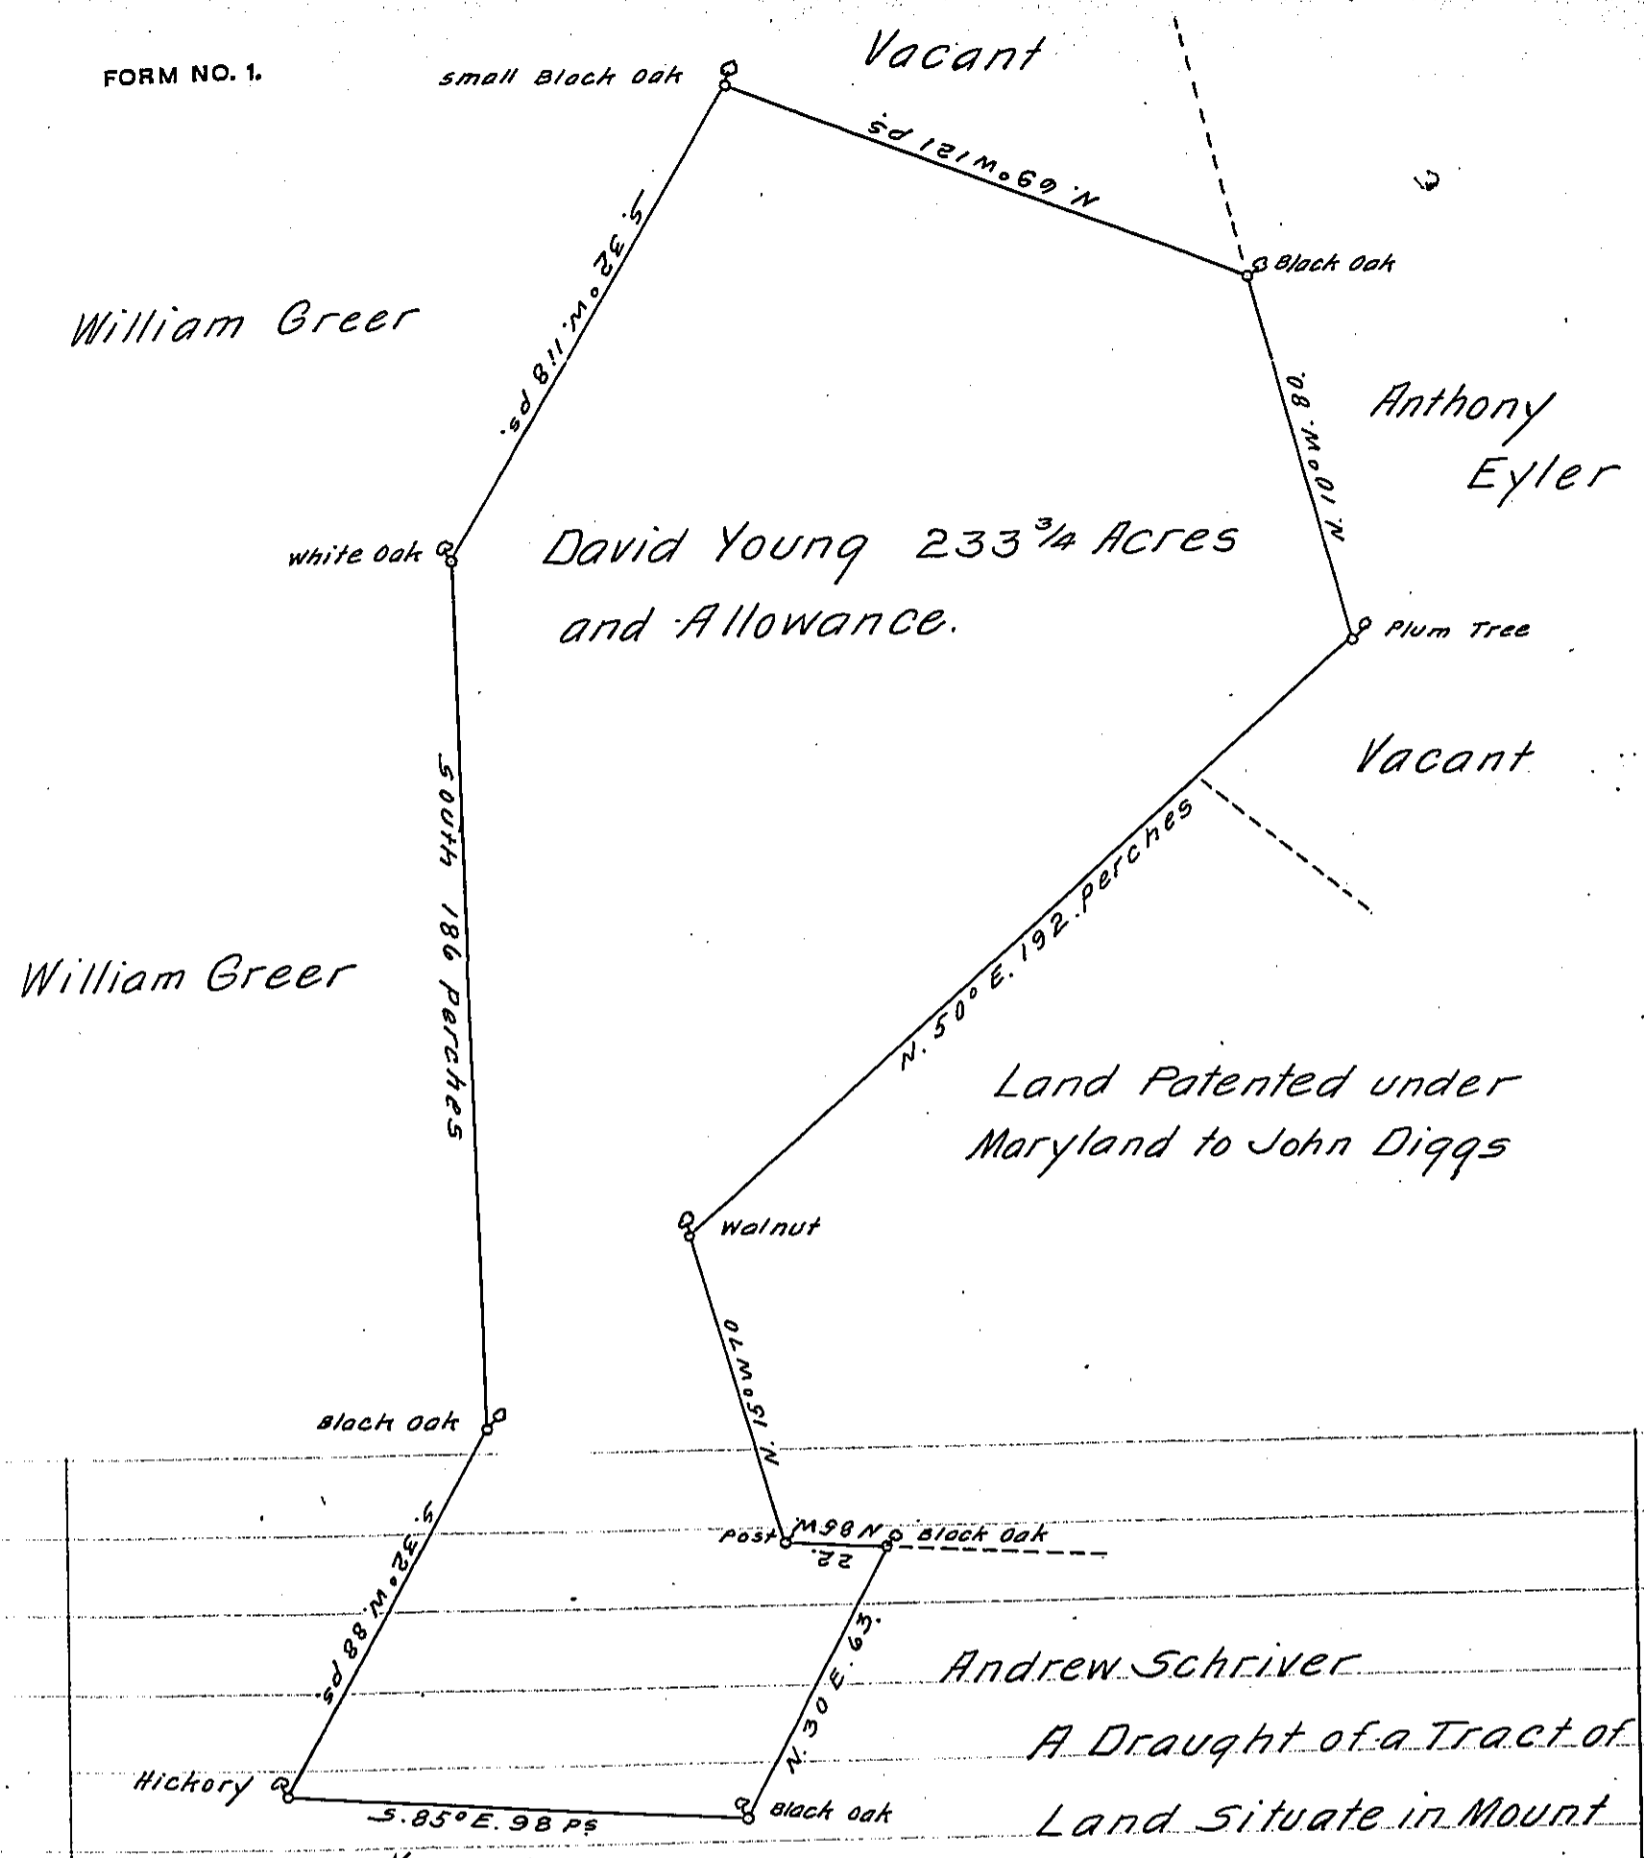 FORM NO. 1.
Small Black Oak
Vacant
N. 69° W 121 ps.
S. 32° W. 118 ps.
Black Oak
William Greer
Anthony
Eyler
N. 10° W. 80.
White Oak
David Young 233 3/4 Acres
and Allowance.
Plum Tree
Vacant
South 186 Perches
N. 50° E. 192. perches
William Greer
Land Patented under
Maryland to John Diggs
Walnut
N. 15° W 70
Black Oak
Post
N 85 W.
22.
Black Oak
S. 32° W. 88 ps.
N. 30 E. 63.
Andrew Schriver
A Draught of a Tract of
Hickory
S. 85° E. 98 Ps
Black Oak
Land Situate in Mount